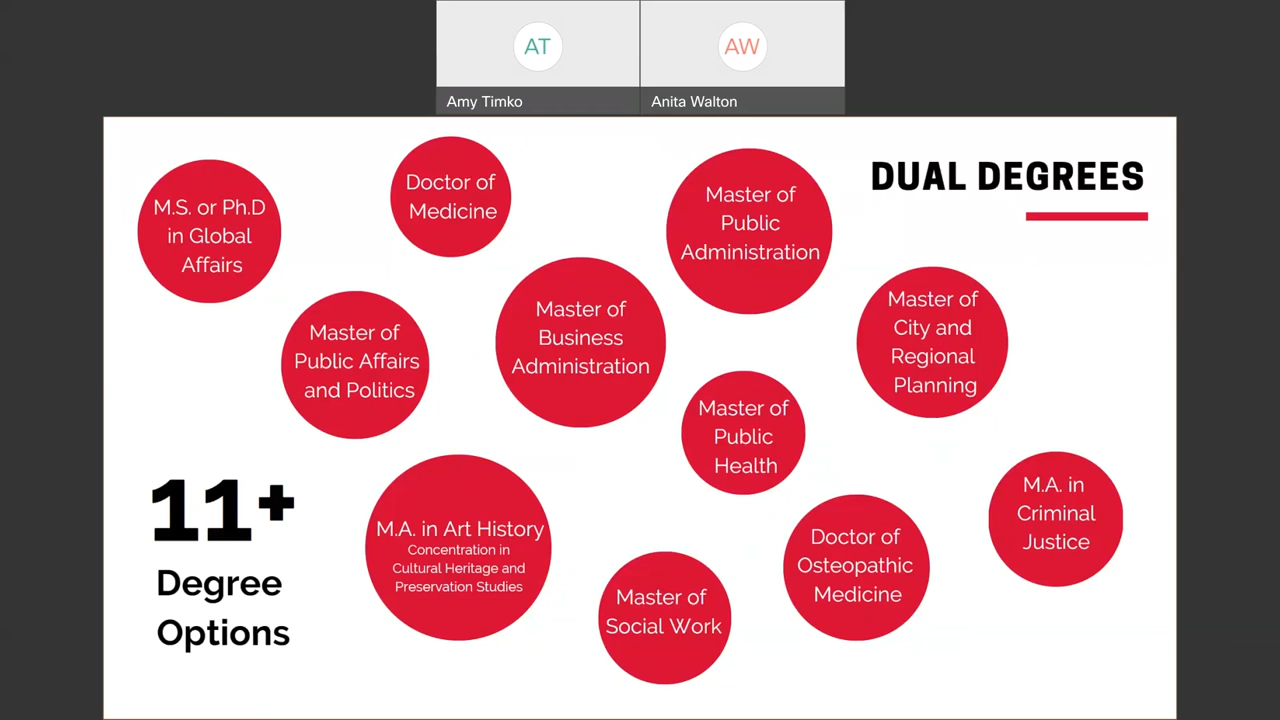 AT
AW
Amy Timko
Anita Walton
DUAL DEGREES
M.S. or Ph.D
in Global
Affairs
Doctor of
Medicine
Master of
Public
Administration
Master of
Public Affairs
and Politics
Master of
Business
Administration
Master of
City and
Regional
Planning
Master of
Public
Health
11+
Degree
Options
M.A. in Art History
Concentration in
Cultural Heritage and
Preservation Studies
Master of
Social Work
Doctor of
Osteopathic
Medicine
M.A. in
Criminal
Justice